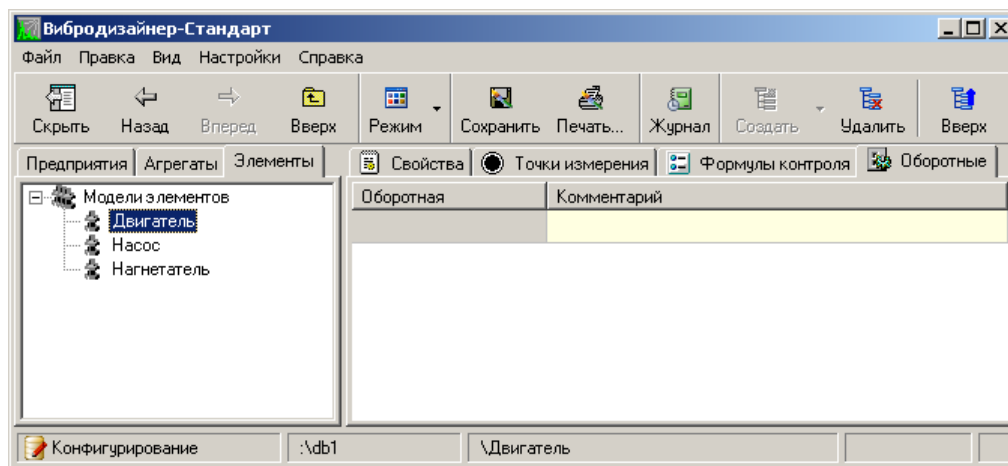 Вибродизайнер-Стандарт
Файл Правка Вид Настройки Справка
Скрыть Назад Вперед Вверх Режим Сохранить Печать... Журнал Создать Удалить Вверх
Предприятия Агрегаты Элементы Свойства Точки измерения Формулы контроля Оборотные
Модели элементов Оборотная Комментарий
Двигатель
Насос
Нагнетатель
Конфигурирование :\db1 \Двигатель